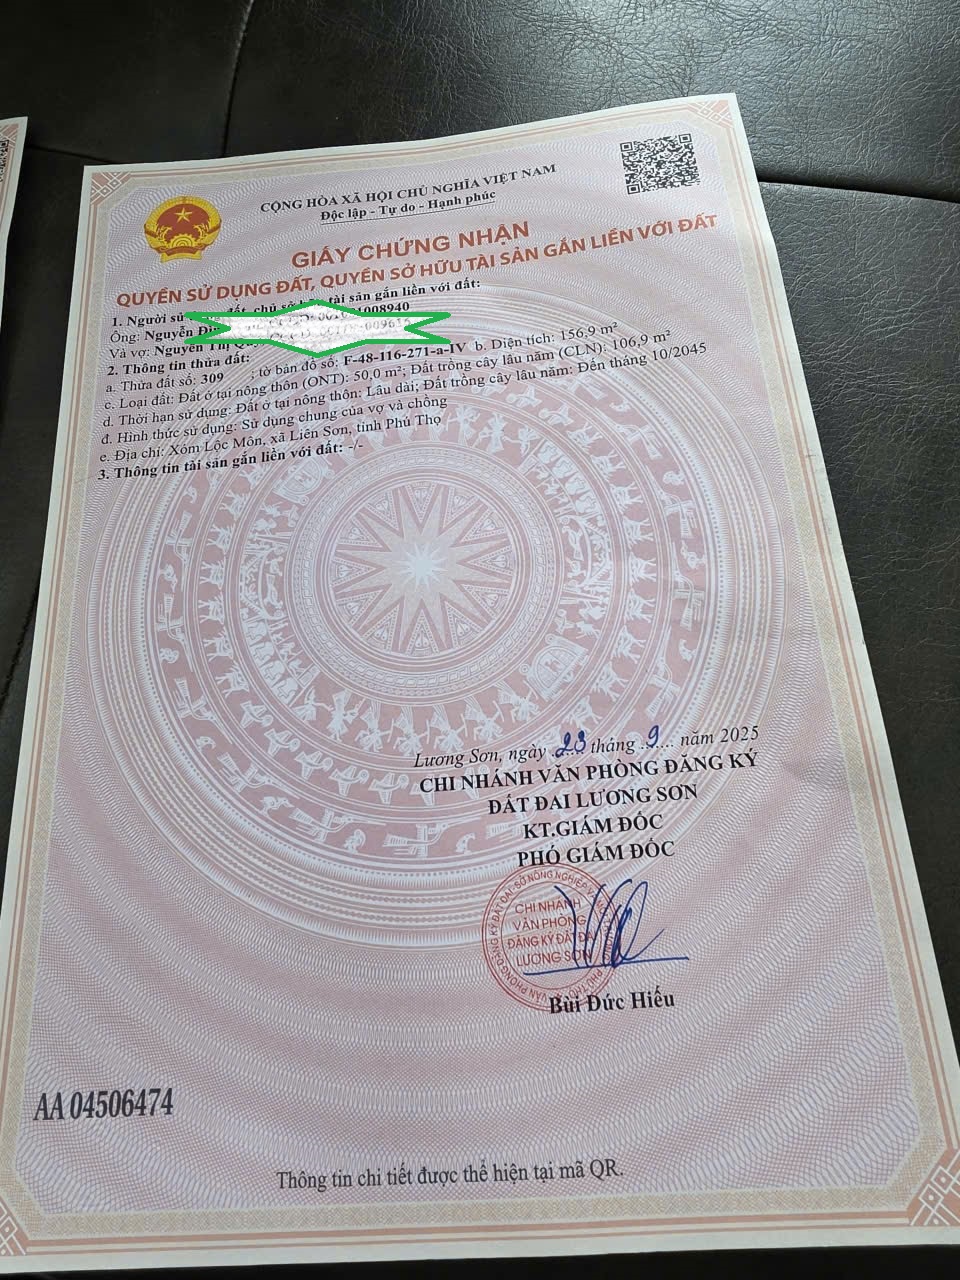 CỘNG HÒA XÃ HỘI CHỦ NGHĨA VIỆT NAM
Độc lập - Tự do - Hạnh phúc
GIẤY CHỨNG NHẬN
QUYỀN SỬ DỤNG ĐẤT, QUYỀN SỞ HỮU TÀI SẢN GẮN LIỀN VỚI ĐẤT
1. Người sử đất, chủ sở tài sản gắn liền với đất:
Ông: Nguyễn 1008940
Và vợ: Nguyễn Thị
2. Thông tin thửa đất:
a. Thửa đất số: 309 ; tờ bản đồ số: F-48-116-271-a-IV b. Diện tích: 156,9 m²
c. Loại đất: Đất ở tại nông thôn (ONT): 50,0 m²; Đất trồng cây lâu năm (CLN): 106,9 m²
d. Thời hạn sử dụng: Đất ở tại nông thôn: Lâu dài; Đất trồng cây lâu năm: Đến tháng 10/2045
đ. Hình thức sử dụng: Sử dụng chung của vợ và chồng
e. Địa chỉ: Xóm Lộc Môn, xã Liên Sơn, tỉnh Phú Thọ
3. Thông tin tài sản gắn liền với đất: -/-
Lương Sơn, ngày 23 tháng 9 năm 2025
CHI NHÁNH VĂN PHÒNG ĐĂNG KÝ
ĐẤT ĐAI LƯƠNG SƠN
KT.GIÁM ĐỐC
PHÓ GIÁM ĐỐC
CHI NHÁNH
VĂN PHÒNG
ĐĂNG KÝ ĐẤT ĐAI
LƯƠNG SƠN
Bùi Đức Hiếu
AA 04506474
Thông tin chi tiết được thể hiện tại mã QR.